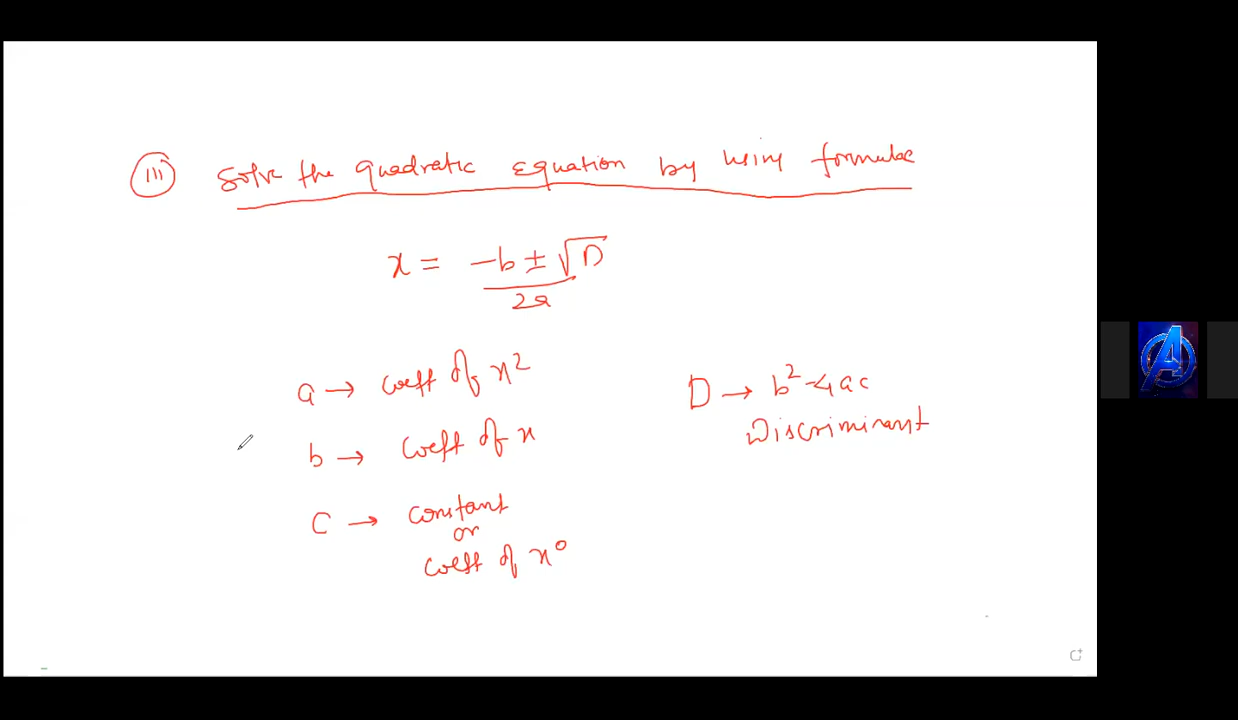 (iii) Solve the quadratic Equation by using formulae
x = -b ± √D
2a
a → coeff of x²
b → coeff of x
C → constant
or
coeff of x⁰
D → b² - 4ac
Discriminant